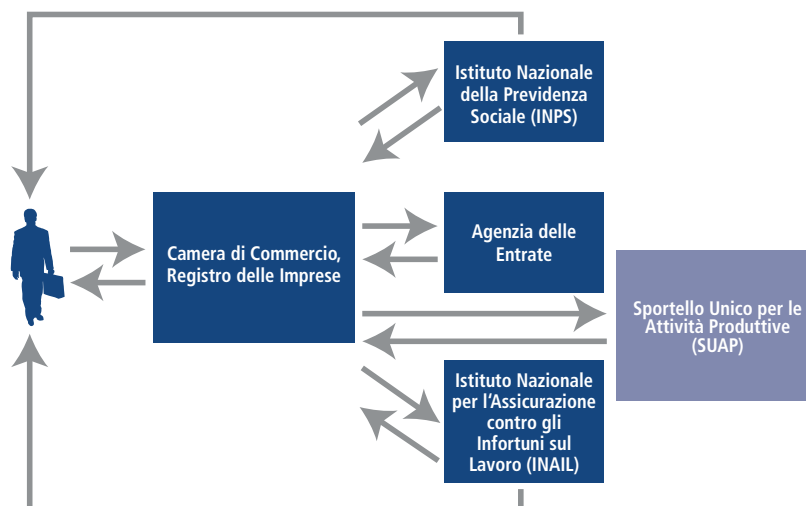 Istituto Nazionale
della Previdenza
Sociale (INPS)
Camera di Commercio,
Registro delle Imprese
Agenzia delle
Entrate
Sportello Unico per le
Attività Produttive
(SUAP)
Istituto Nazionale
per l'Assicurazione
contro gli
Infortuni sul
Lavoro (INAIL)